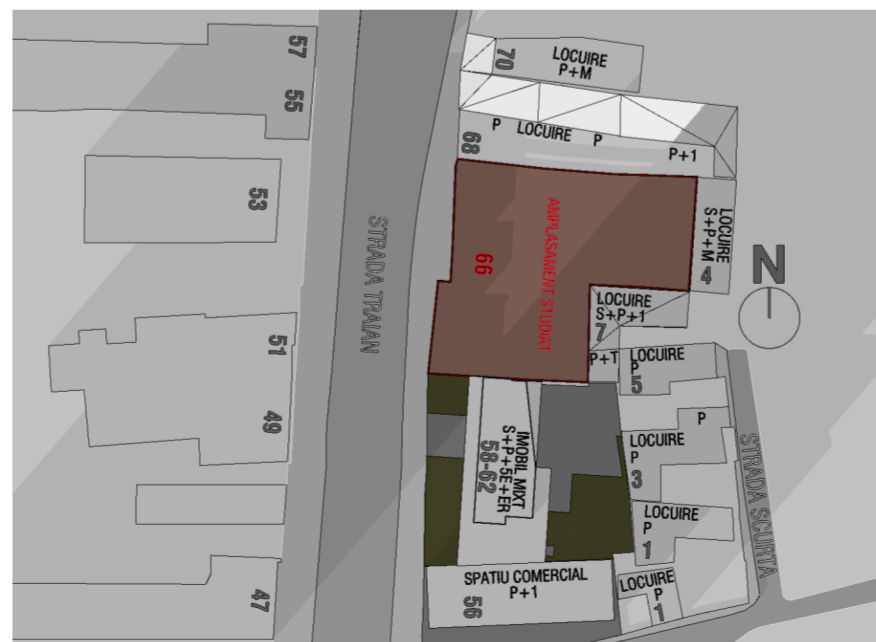 57
55
53
51
49
47
STRADA TRAIAN
70
LOCUIRE
P+M
P LOCUIRE P
P+1
68
AMPLASAMENT STUDIAT
66
LOCUIRE
S+P+M
4
N
LOCUIRE
S+P+1
7
P+T
LOCUIRE
P
5
P
LOCUIRE
P
3
LOCUIRE
P
1
LOCUIRE
P
1
STRADA SCURTA
IMOBIL MIXT
S+P+5E+ER
58-62
SPATIU COMERCIAL
P+1
56